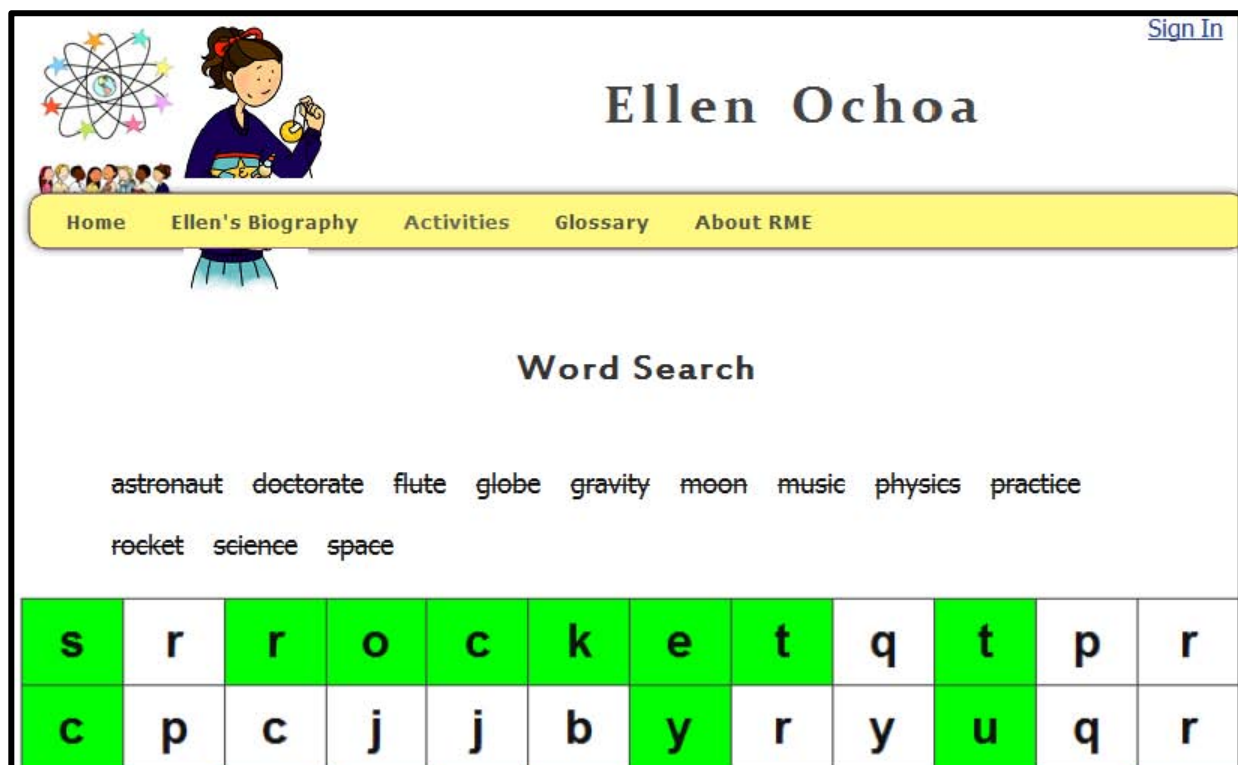 Sign In
Ellen Ochoa
Home Ellen's Biography Activities Glossary About RME
Word Search
astronaut doctorate flute globe gravity moon music physics practice
rocket science space
s r r o c k e t q t p r
c p c j j b y r y u q r